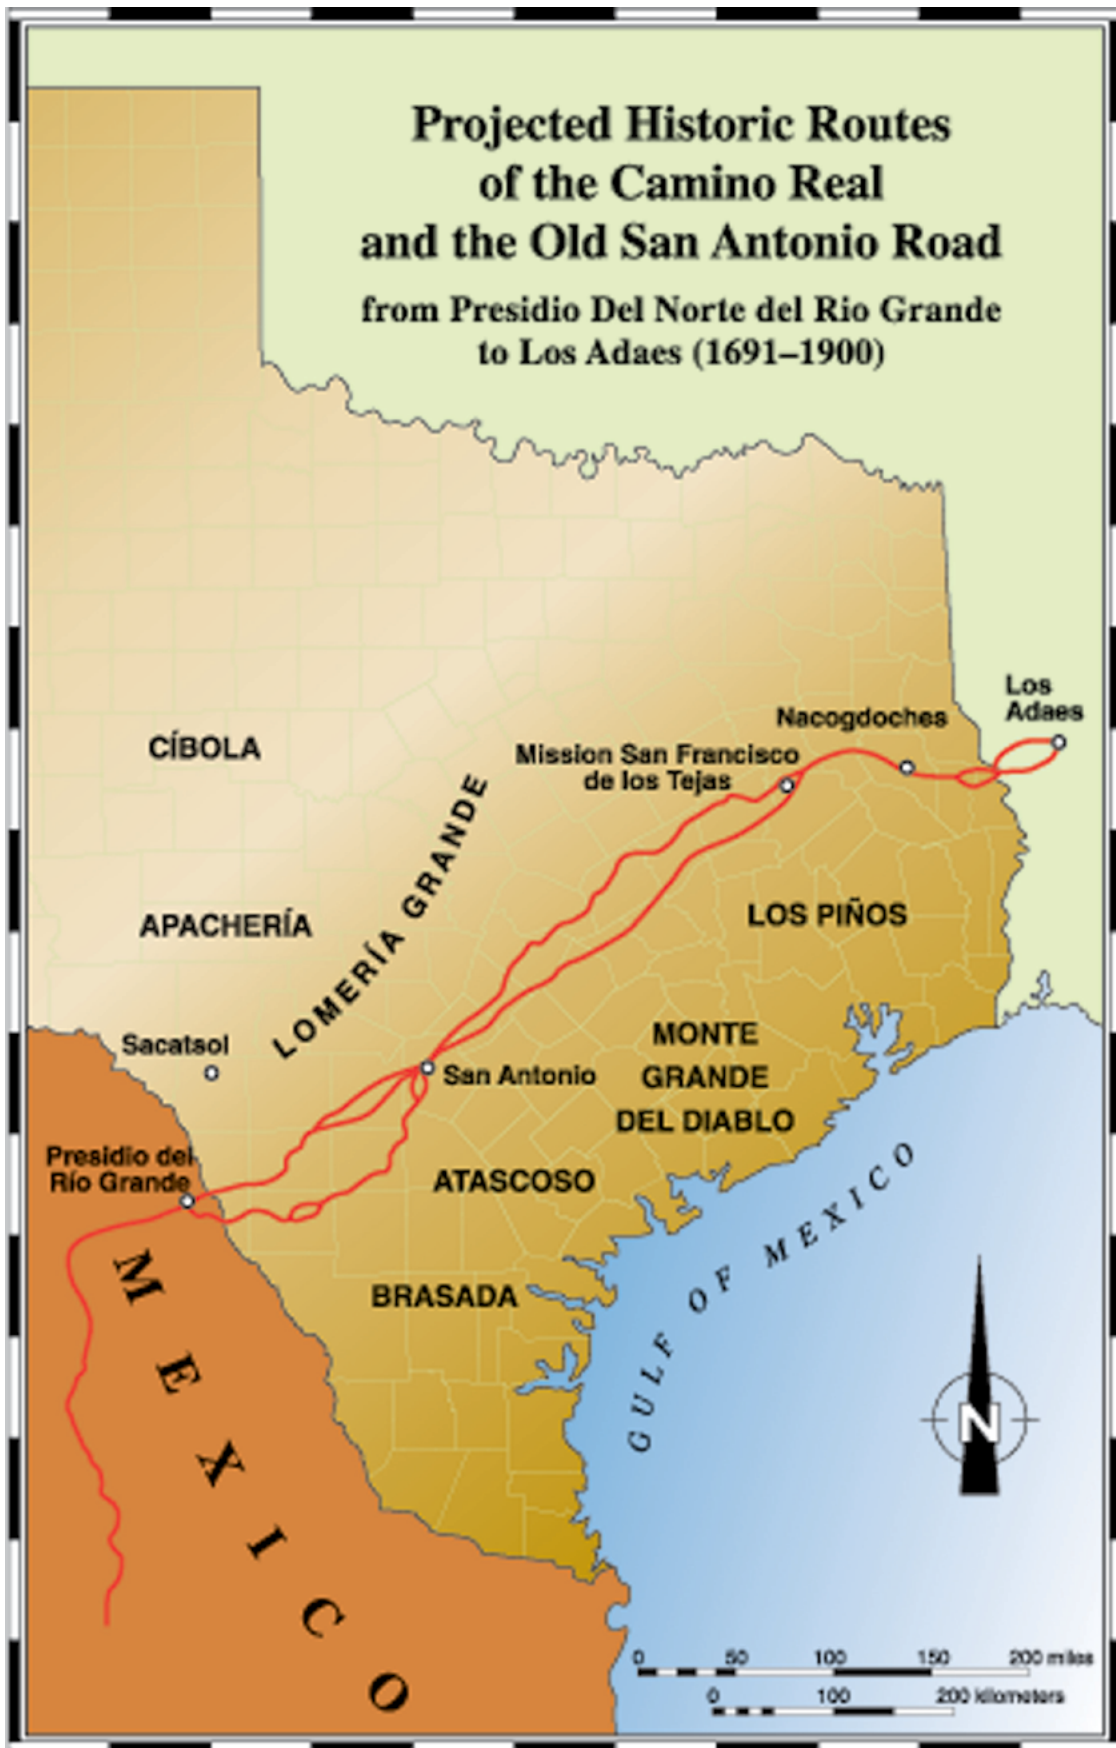 Projected Historic Routes
of the Camino Real
and the Old San Antonio Road
from Presidio Del Norte del Rio Grande
to Los Adaes (1691–1900)
Los
Adaes
Nacogdoches
Mission San Francisco
de los Tejas
CÍBOLA
LOMERÍA GRANDE
APACHERÍA
LOS PIÑOS
Sacatsol
San Antonio
MONTE
GRANDE
DEL DIABLO
Presidio del
Río Grande
ATASCOSO
BRASADA
GULF OF MEXICO
MEXICO
N
0 50 100 150 200 miles
0 100 200 kilometers